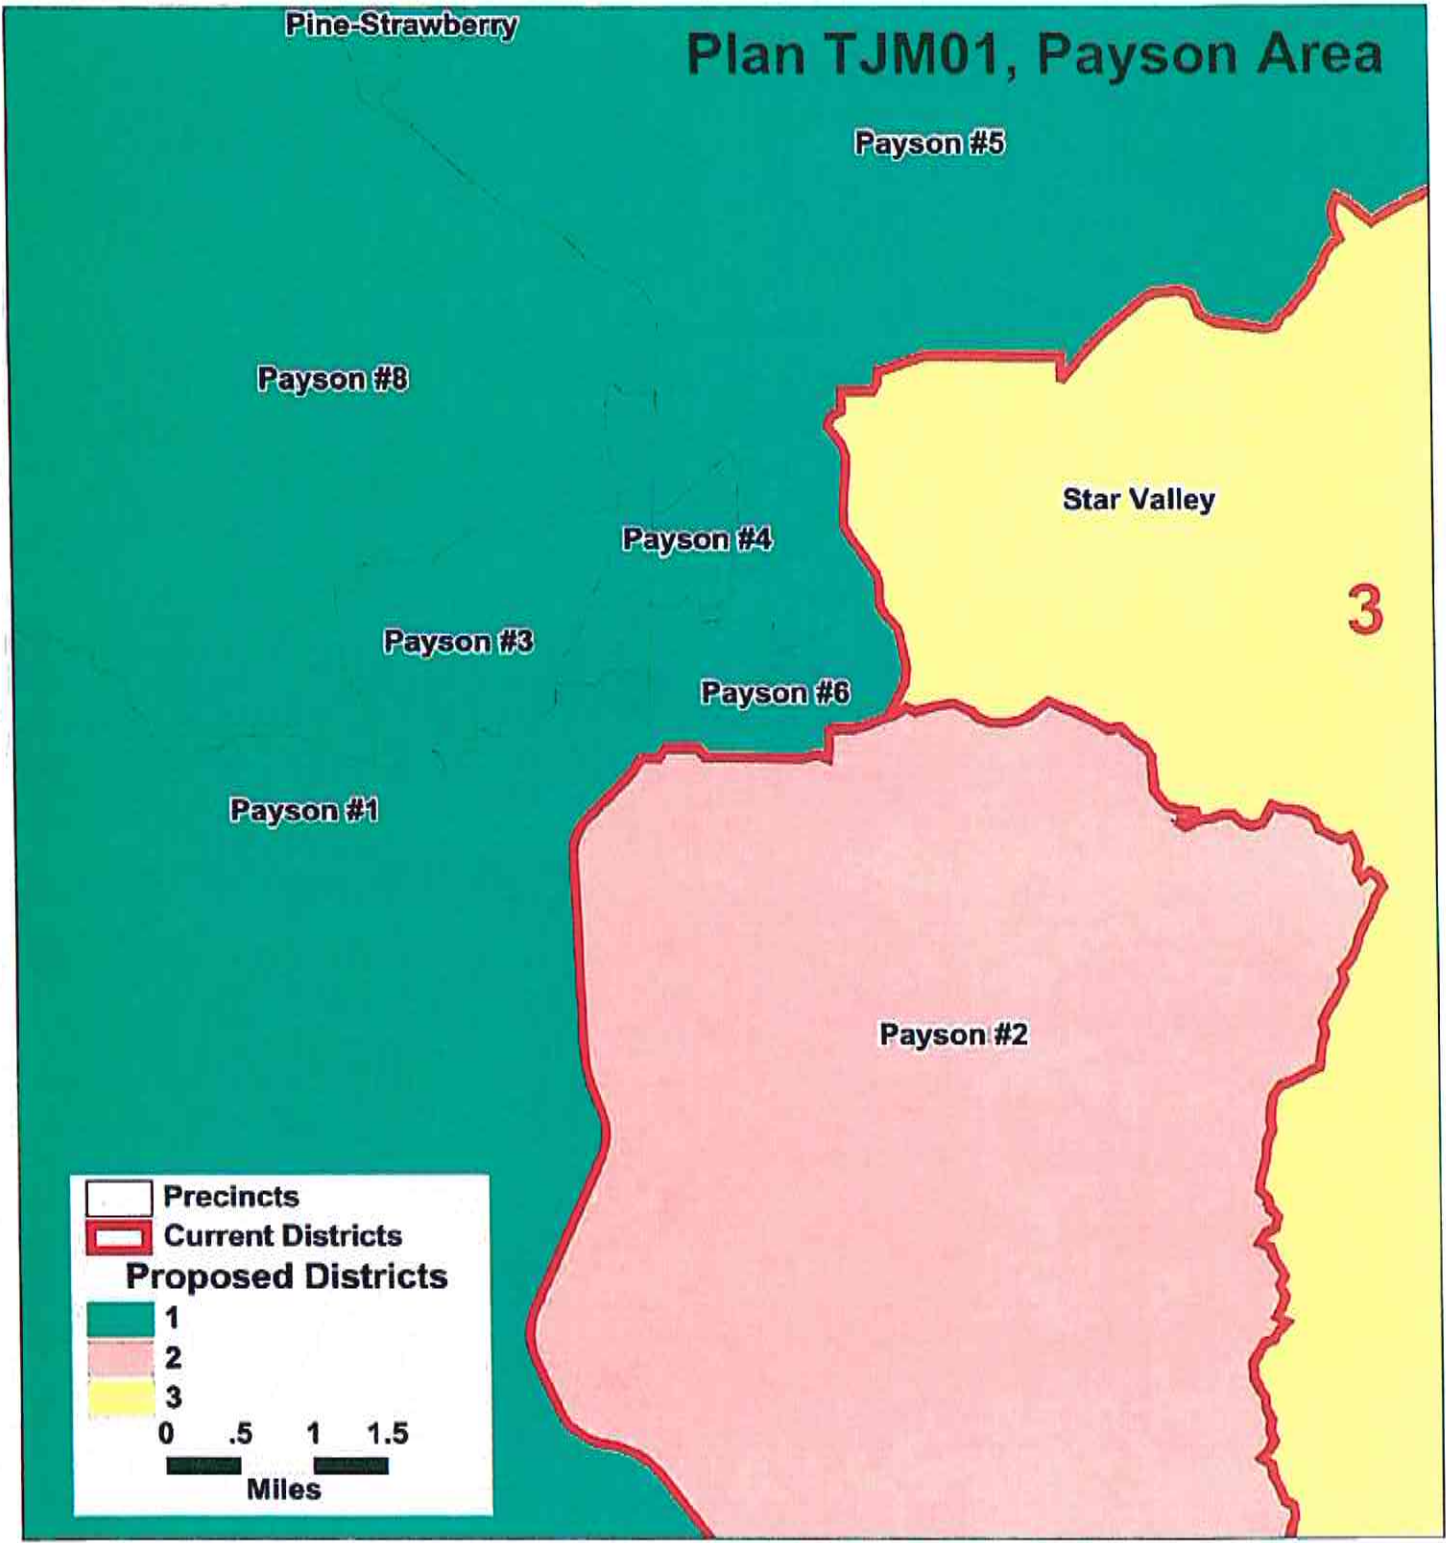 Pine-Strawberry
Plan TJM01, Payson Area
Payson #5
Payson #8
Star Valley
Payson #4
3
Payson #3
Payson #6
Payson #1
Payson #2
Precincts
Current Districts
Proposed Districts
1
2
3
0 .5 1 1.5
Miles